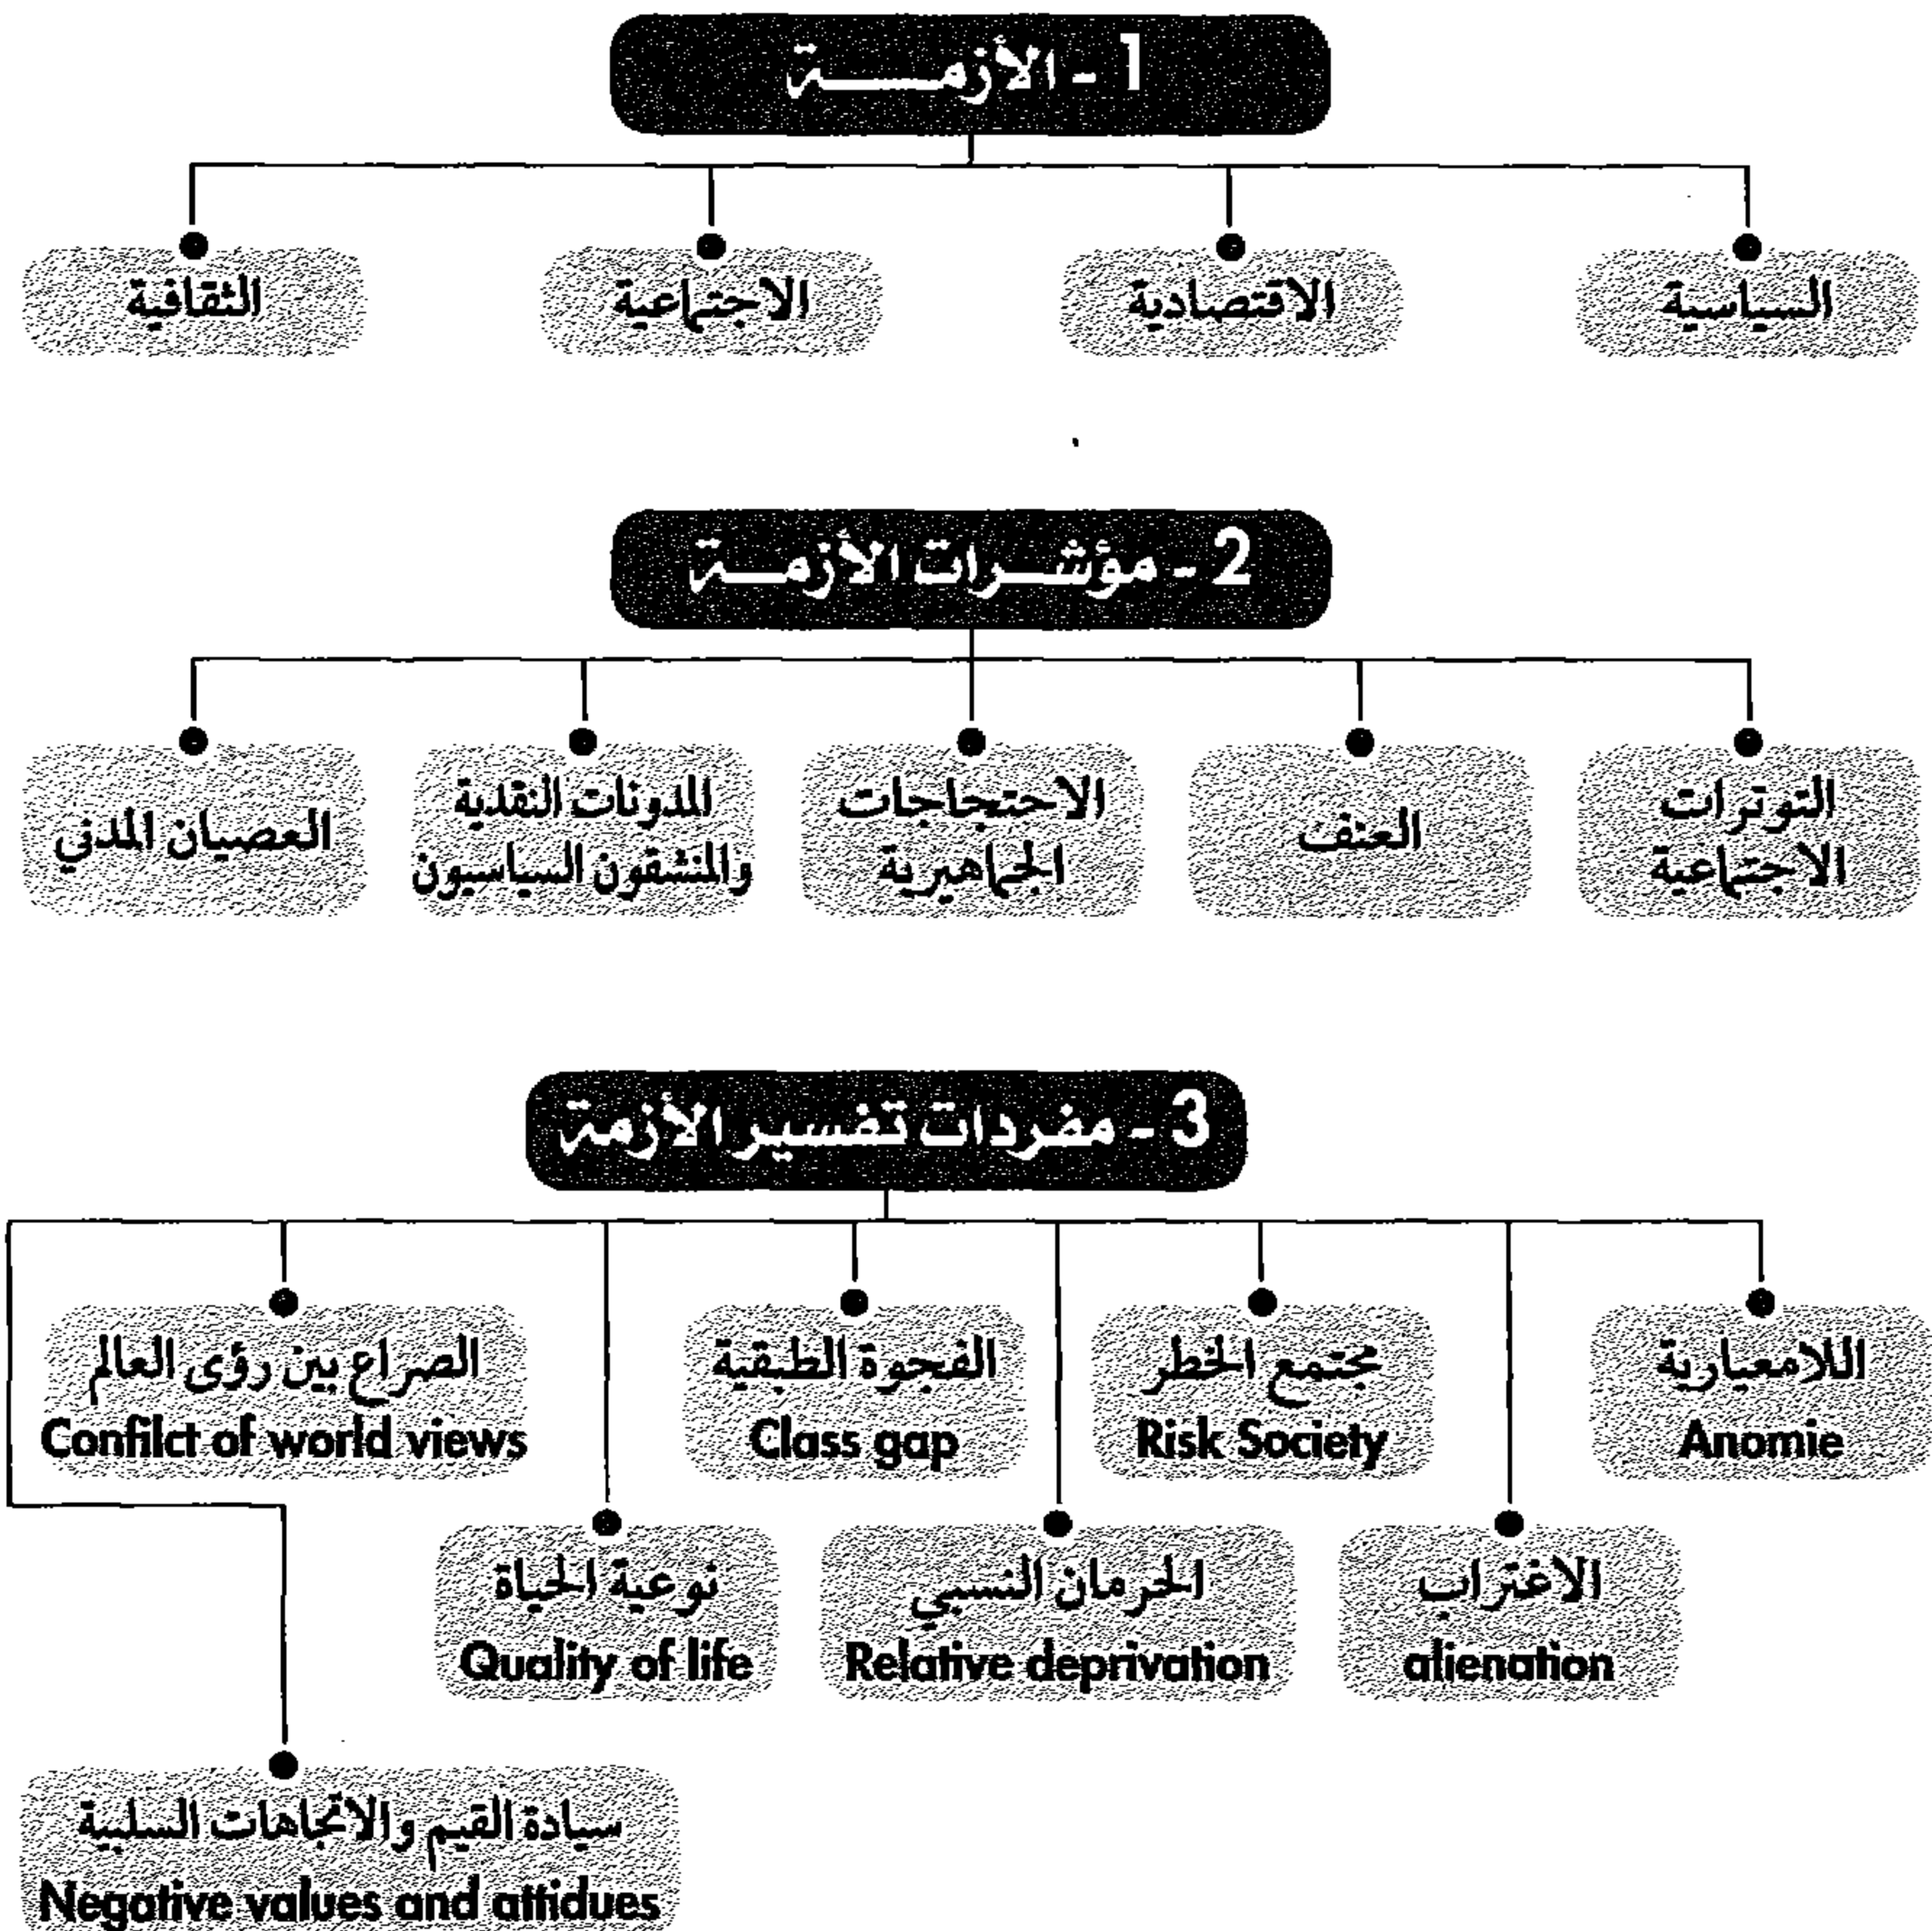 1 - الأزمـــــة
السياسية
الاقتصادية
الاجتماعية
الثقافية
2 - مؤشـــرات الأزمـــة
التوترات
الاجتماعية
العنف
الاحتجاجات
الجماهيرية
المدونات النقدية
والمنشقون السياسيون
العصيان المدني
3 - مفردات تفسير الأزمة
اللامعيارية
Anomie
الاغتراب
alienation
مجتمع الخطر
Risk Society
الحرمان النسبي
Relative deprivation
الفجوة الطبقية
Class gap
نوعية الحياة
Quality of life
الصراع بين رؤى العالم
Confilct of world views
سيادة القيم والاتجاهات السلبية
Negative values and attidues